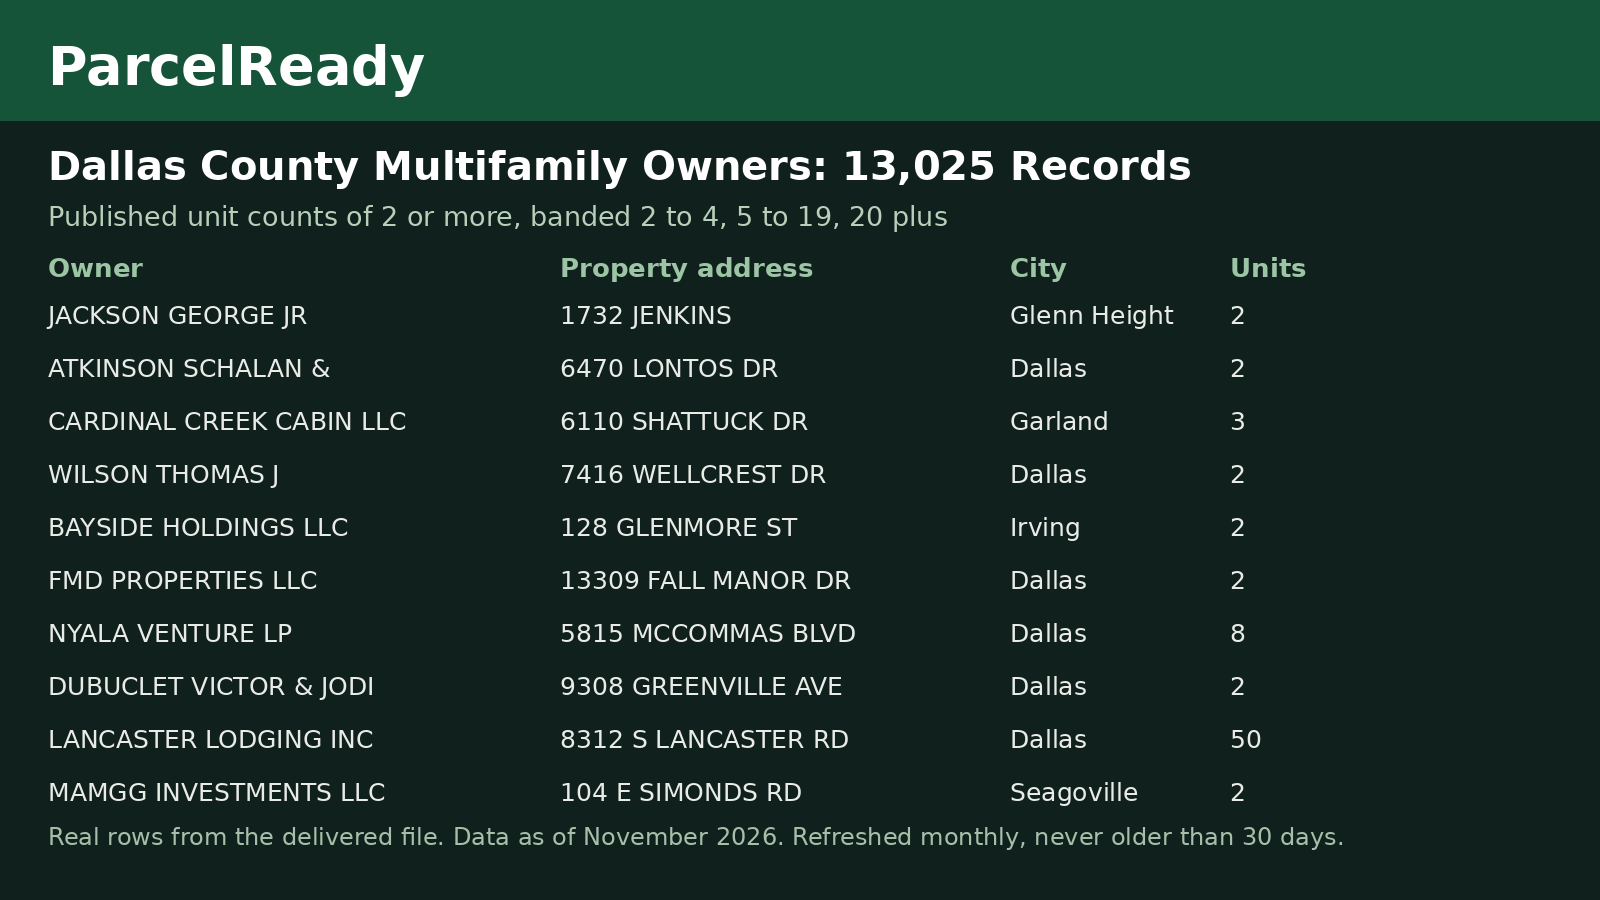 ParcelReady
Dallas County Multifamily Owners: 13,025 Records
Published unit counts of 2 or more, banded 2 to 4, 5 to 19, 20 plus
Owner Property address City Units
JACKSON GEORGE JR 1732 JENKINS Glenn Height 2
ATKINSON SCHALAN & 6470 LONTOS DR Dallas 2
CARDINAL CREEK CABIN LLC 6110 SHATTUCK DR Garland 3
WILSON THOMAS J 7416 WELLCREST DR Dallas 2
BAYSIDE HOLDINGS LLC 128 GLENMORE ST Irving 2
FMD PROPERTIES LLC 13309 FALL MANOR DR Dallas 2
NYALA VENTURE LP 5815 MCCOMMAS BLVD Dallas 8
DUBUCLET VICTOR & JODI 9308 GREENVILLE AVE Dallas 2
LANCASTER LODGING INC 8312 S LANCASTER RD Dallas 50
MAMGG INVESTMENTS LLC 104 E SIMONDS RD Seagoville 2
Real rows from the delivered file. Data as of November 2026. Refreshed monthly, never older than 30 days.